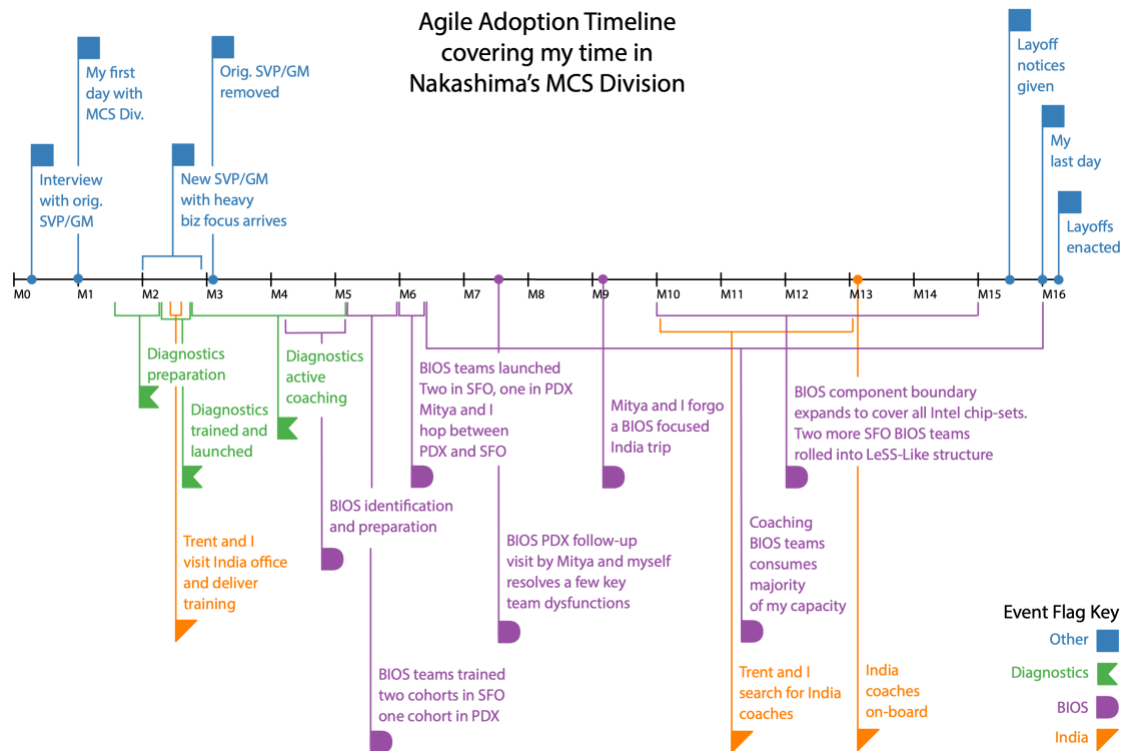 Agile Adoption Timeline
covering my time in
Nakashima's MCS Division
My first
day with
MCS Div.
Orig. SVP/GM
removed
Layoff
notices
given
Interview
with orig.
SVP/GM
New SVP/GM
with heavy
biz focus arrives
My
last day
Layoffs
enacted
M0
M1
M2
M3
M4
M5
M6
M7
M8
M9
M10
M11
M12
M13
M14
M15
M16
Diagnostics
preparation
Diagnostics
trained and
launched
Diagnostics
active
coaching
BIOS teams launched
Two in SFO, one in PDX
Mitya and I
hop between
PDX and SFO
Mitya and I forgo
a BIOS focused
India trip
BIOS component boundary
expands to cover all Intel chip-sets.
Two more SFO BIOS teams
rolled into LeSS-Like structure
BIOS identification
and preparation
Trent and I
visit India office
and deliver
training
BIOS PDX follow-up
visit by Mitya and myself
resolves a few key
team dysfunctions
Coaching
BIOS teams
consumes
majority
of my capacity
BIOS teams trained
two cohorts in SFO
one cohort in PDX
Trent and I
search for India
coaches
India
coaches
on-board
Event Flag Key
Other
Diagnostics
BIOS
India